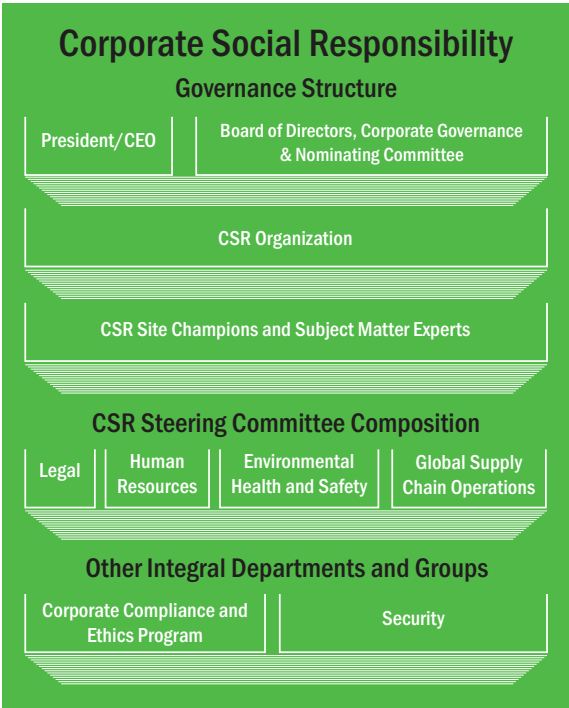 Corporate Social Responsibility
Governance Structure
President/CEO
Board of Directors, Corporate Governance
& Nominating Committee
CSR Organization
CSR Site Champions and Subject Matter Experts
CSR Steering Committee Composition
Legal
Human
Resources
Environmental
Health and Safety
Global Supply
Chain Operations
Other Integral Departments and Groups
Corporate Compliance and
Ethics Program
Security